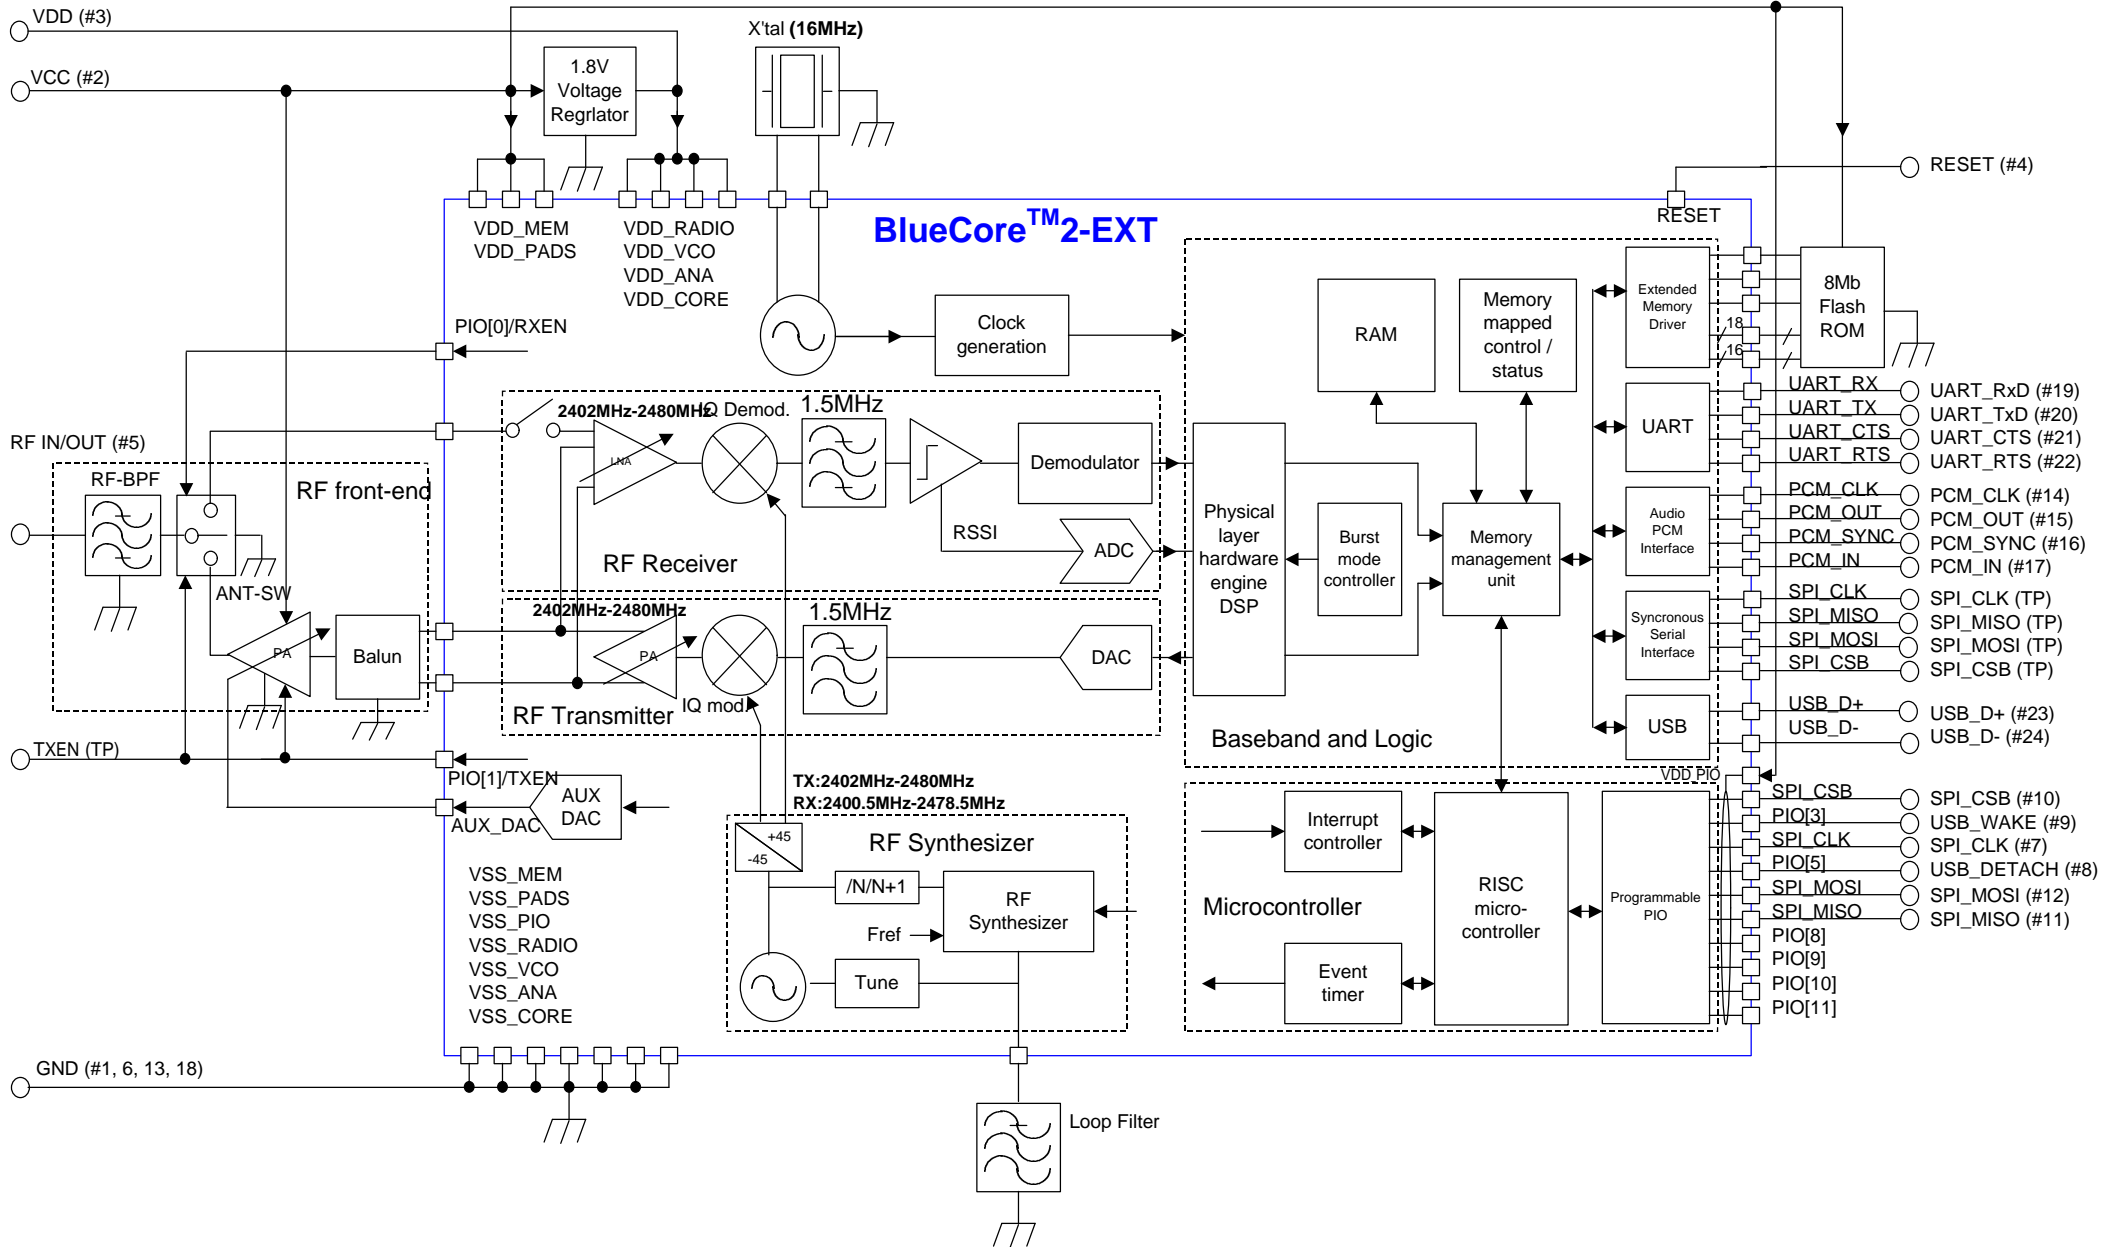 VDD (#3)
VCC (#2)
1.8V
Voltage
Regrlator
X'tal (16MHz)
RESET (#4)
RESET
BlueCore™2-EXT
VDD_MEM
VDD_PADS
VDD_RADIO
VDD_VCO
VDD_ANA
VDD_CORE
PIO[0]/RXEN
Clock
generation
RAM
Memory
mapped
control /
status
Extended
Memory
Driver
18
16
8Mb
Flash
ROM
2402MHz-2480MHz
IQ Demod.
1.5MHz
LNA
Demodulator
RSSI
ADC
RF Receiver
RF IN/OUT (#5)
RF-BPF
RF front-end
ANT-SW
PA
Balun
2402MHz-2480MHz
1.5MHz
PA
IQ mod.
DAC
RF Transmitter
Physical
layer
hardware
engine
DSP
Burst
mode
controller
Memory
management
unit
Baseband and Logic
UART
UART_RX
UART_TX
UART_CTS
UART_RTS
UART_RxD (#19)
UART_TxD (#20)
UART_CTS (#21)
UART_RTS (#22)
Audio
PCM
Interface
PCM_CLK
PCM_OUT
PCM_SYNC
PCM_IN
PCM_CLK (#14)
PCM_OUT (#15)
PCM_SYNC (#16)
PCM_IN (#17)
Syncronous
Serial
Interface
SPI_CLK
SPI_MISO
SPI_MOSI
SPI_CSB
SPI_CLK (TP)
SPI_MISO (TP)
SPI_MOSI (TP)
SPI_CSB (TP)
USB
USB_D+
USB_D-
USB_D+ (#23)
USB_D- (#24)
VDD PIO
TXEN (TP)
PIO[1]/TXEN
AUX
DAC
AUX_DAC
TX:2402MHz-2480MHz
RX:2400.5MHz-2478.5MHz
+45
-45
RF Synthesizer
/N/N+1
RF
Synthesizer
Fref
Tune
VSS_MEM
VSS_PADS
VSS_PIO
VSS_RADIO
VSS_VCO
VSS_ANA
VSS_CORE
Interrupt
controller
Microcontroller
Event
timer
RISC
micro-
controller
Programmable
PIO
SPI_CSB
PIO[3]
SPI_CLK
PIO[5]
SPI_MOSI
SPI_MISO
PIO[8]
PIO[9]
PIO[10]
PIO[11]
SPI_CSB (#10)
USB_WAKE (#9)
SPI_CLK (#7)
USB_DETACH (#8)
SPI_MOSI (#12)
SPI_MISO (#11)
GND (#1, 6, 13, 18)
Loop Filter